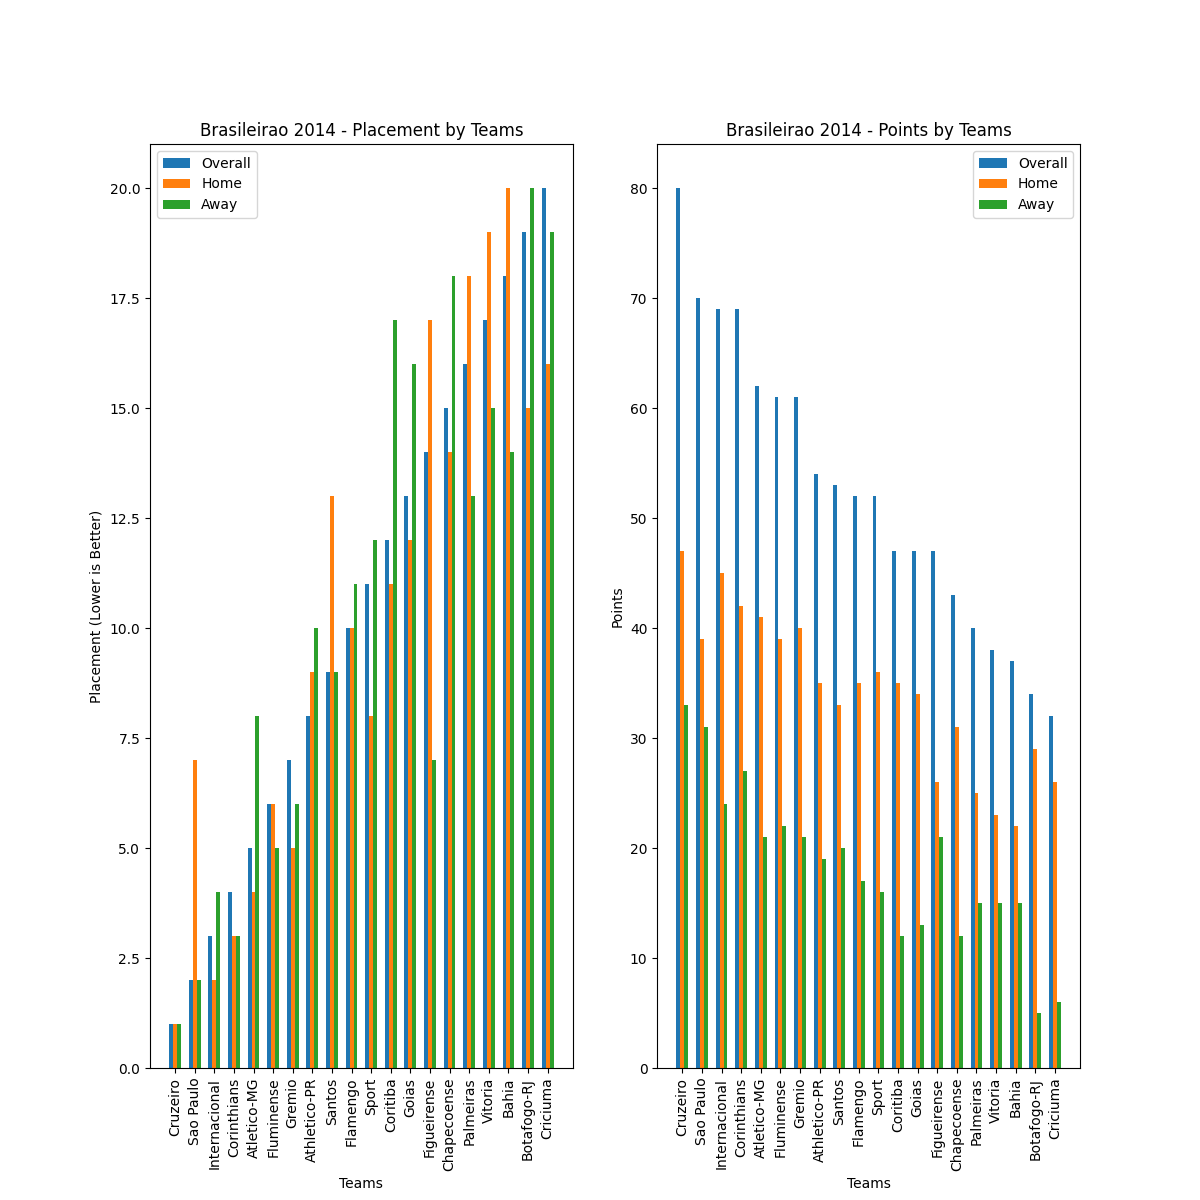 Brasileirao 2014 - Placement by Teams
Overall
Home
Away
Placement (Lower is Better)
20.0
17.5
15.0
12.5
10.0
7.5
5.0
2.5
0.0
Cruzeiro
Sao Paulo
Internacional
Corinthians
Atletico-MG
Fluminense
Gremio
Athletico-PR
Santos
Flamengo
Sport
Coritiba
Goias
Figueirense
Chapecoense
Palmeiras
Vitoria
Bahia
Botafogo-RJ
Criciuma
Teams
Brasileirao 2014 - Points by Teams
Overall
Home
Away
Points
80
70
60
50
40
30
20
10
0
Cruzeiro
Sao Paulo
Internacional
Corinthians
Atletico-MG
Fluminense
Gremio
Athletico-PR
Santos
Flamengo
Sport
Coritiba
Goias
Figueirense
Chapecoense
Palmeiras
Vitoria
Bahia
Botafogo-RJ
Criciuma
Teams